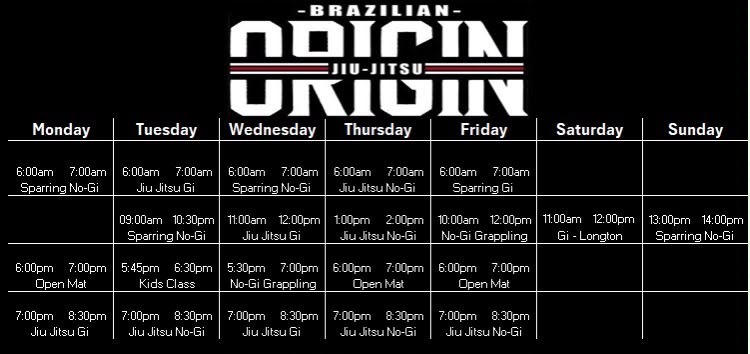 -BRAZILIAN-
ORIGIN
JIU-JITSU
Monday Tuesday Wednesday Thursday Friday Saturday Sunday
6:00am 7:00am 6:00am 7:00am 6:00am 7:00am 6:00am 7:00am 6:00am 7:00am
Sparring No-Gi Jiu Jitsu Gi Sparring No-Gi Jiu Jitsu No-Gi Sparring Gi
09:00am 10:30pm 11:00am 12:00pm 1:00pm 2:00pm 10:00am 12:00pm 11:00am 12:00pm 13:00pm 14:00pm
Sparring No-Gi Jiu Jitsu Gi Jiu Jitsu No-Gi No-Gi Grappling Gi - Longton Sparring No-Gi
6:00pm 7:00pm 5:45pm 6:30pm 5:30pm 7:00pm 6:00pm 7:00pm 6:00pm 7:00pm
Open Mat Kids Class No-Gi Grappling Open Mat Open Mat
7:00pm 8:30pm 7:00pm 8:30pm 7:00pm 8:30pm 7:00pm 8:30pm 7:00pm 8:30pm
Jiu Jitsu Gi Jiu Jitsu No-Gi Jiu Jitsu Gi Jiu Jitsu No-Gi Jiu Jitsu No-Gi